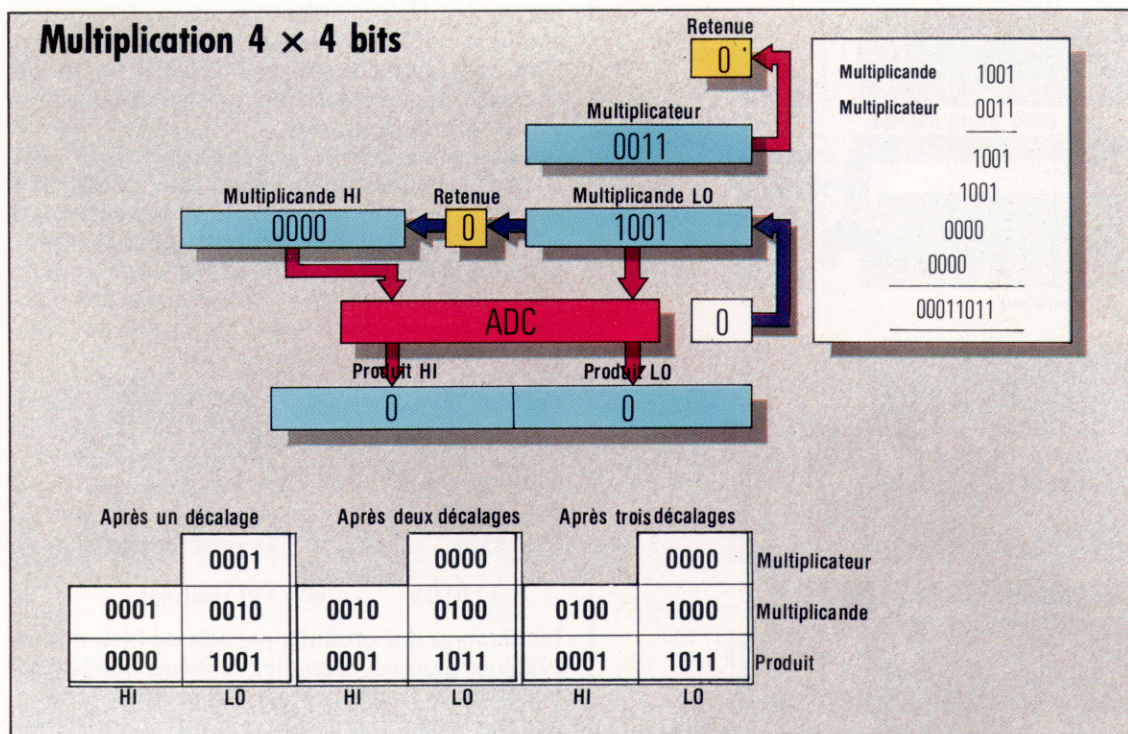 Multiplication 4 × 4 bits
Retenue
0
Multiplicateur
0011
Multiplicande HI
Retenue
Multiplicande LO
0000
0
1001
ADC
0
Produit HI
Produit LO
0
0
Multiplicande 1001
Multiplicateur 0011
1001
1001
0000
0000
00011011
Après un décalage
Après deux décalages
Après trois décalages
0001
0000
0000
Multiplicateur
0001 0010 0010 0100 0100 1000 Multiplicande
0000 1001 0001 1011 0001 1011 Produit
HI LO HI LO HI LO